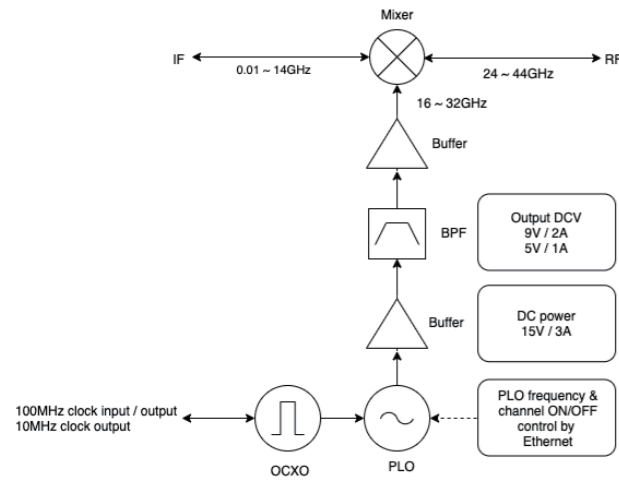 Mixer
IF
0.01 ~ 14GHz
24 ~ 44GHz
RF
16 ~ 32GHz
Buffer
BPF
Output DCV
9V / 2A
5V / 1A
Buffer
DC power
15V / 3A
100MHz clock input / output
10MHz clock output
OCXO
PLO
PLO frequency &
channel ON/OFF
control by
Ethernet